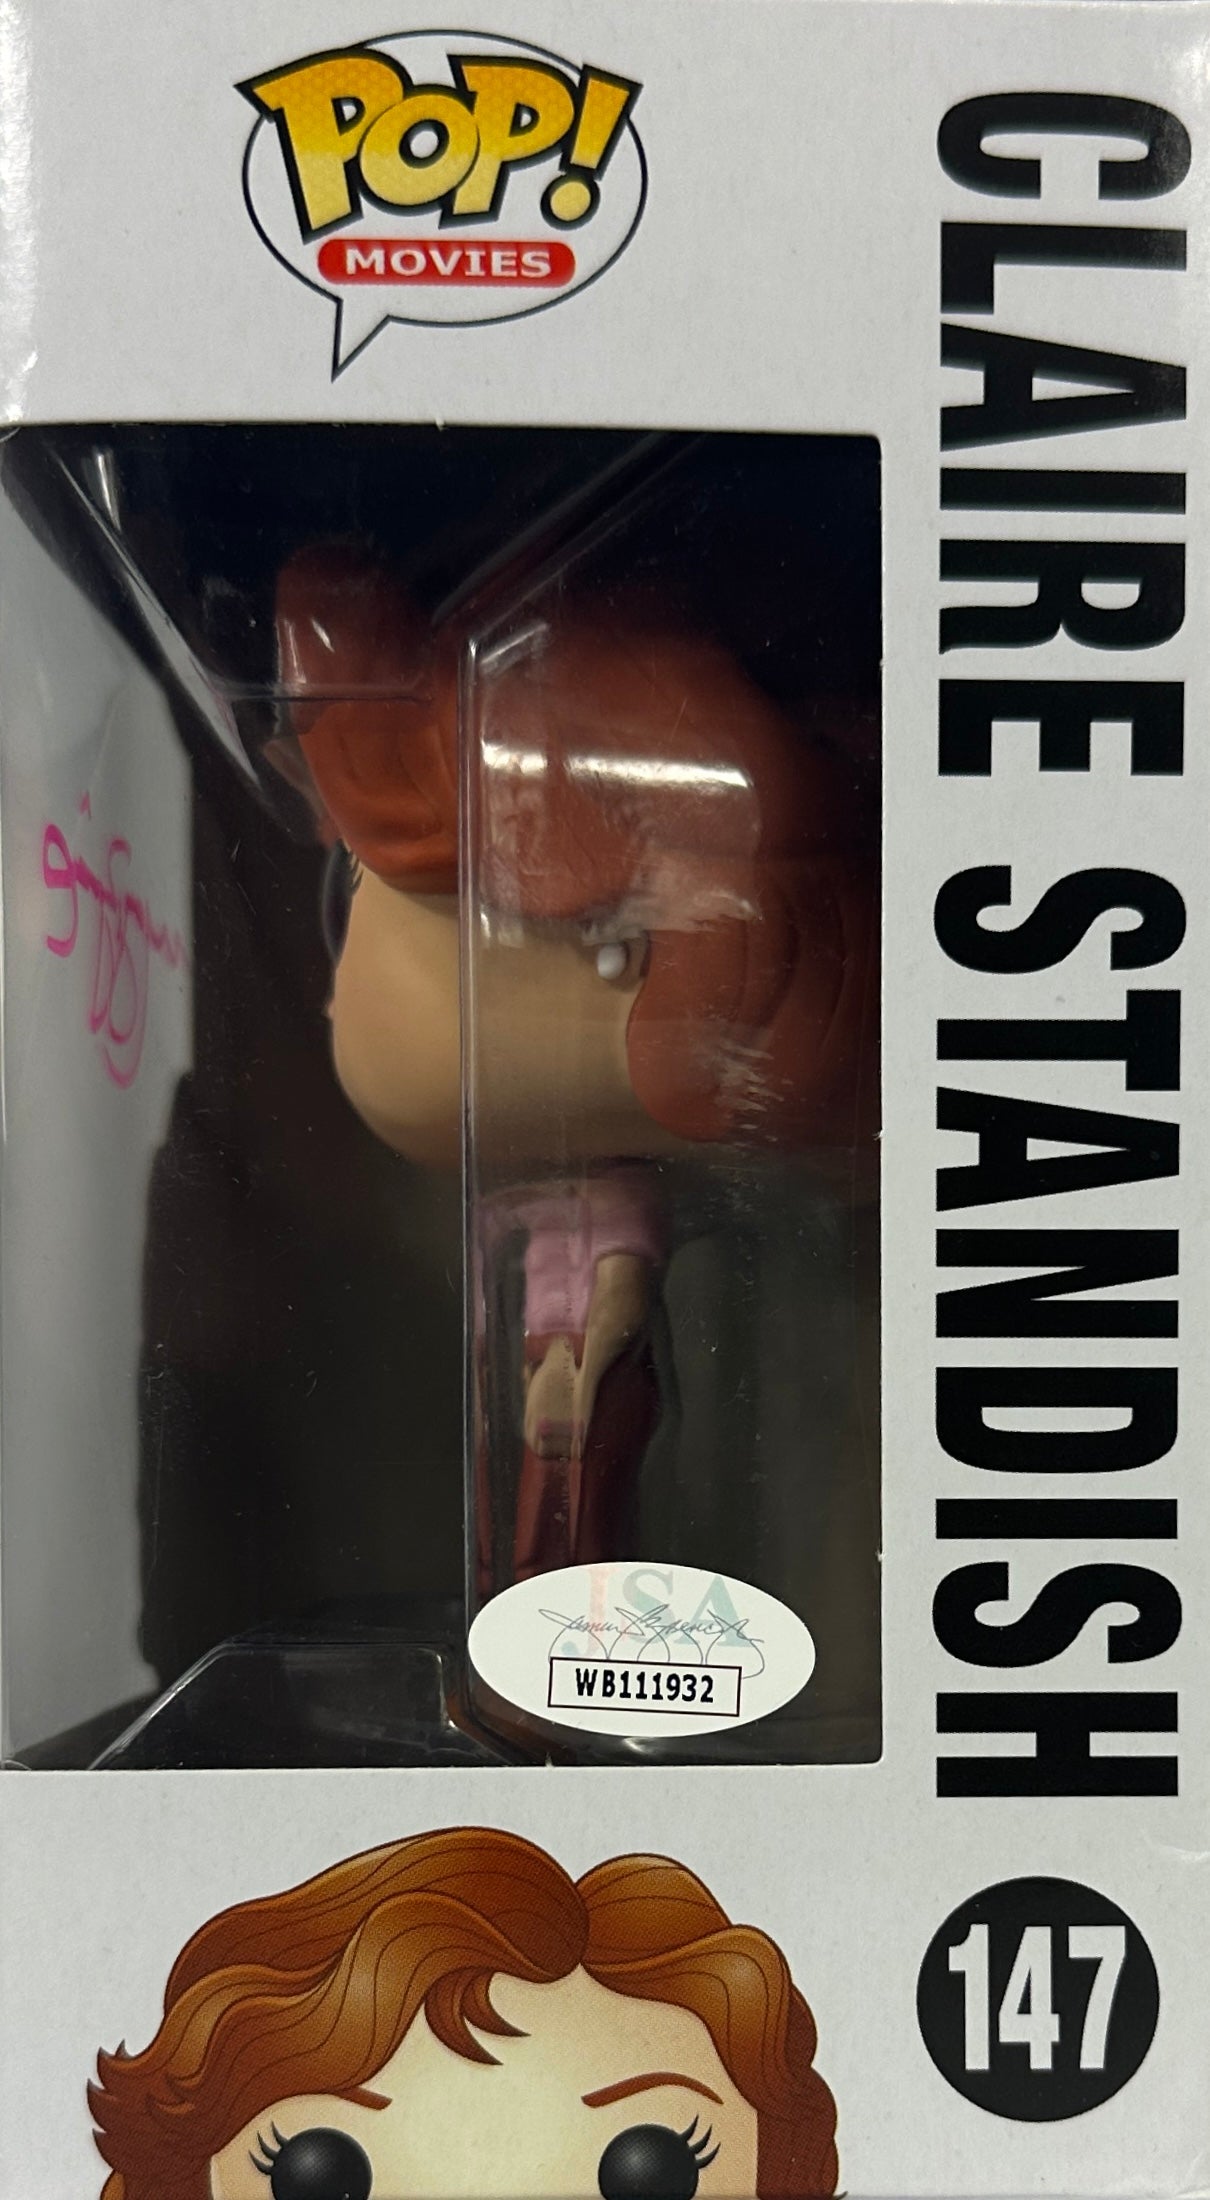 POP!
MOVIES
CLAIRE STANDISH
JSA
WB111932
147